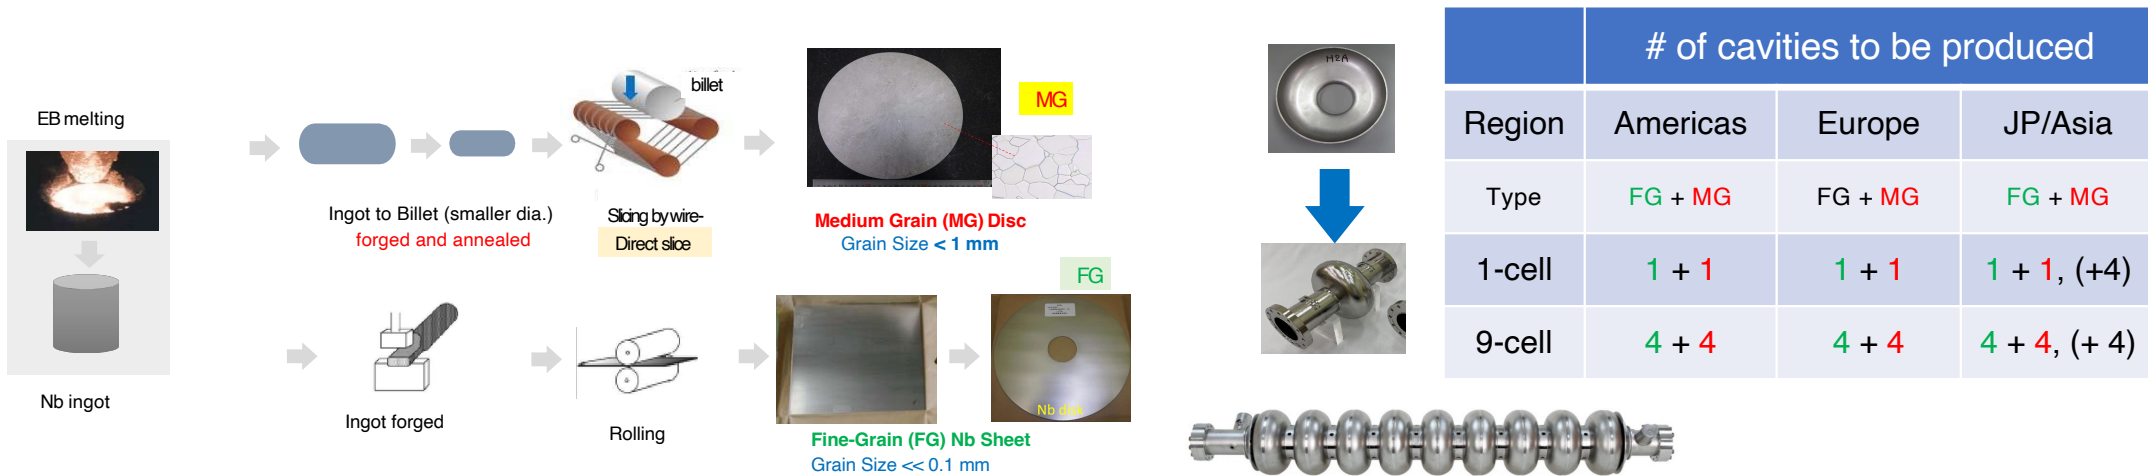 EB melting
Nb ingot
Ingot to Billet (smaller dia.)
forged and annealed
billet
Slicing by wire-
Direct slice
MG
Medium Grain (MG) Disc
Grain Size < 1 mm
Ingot forged
Rolling
FG
Nb disk
Fine-Grain (FG) Nb Sheet
Grain Size << 0.1 mm
# of cavities to be produced
Region Americas Europe JP/Asia
Type FG + MG FG + MG FG + MG
1-cell 1 + 1 1 + 1 1 + 1, (+4)
9-cell 4 + 4 4 + 4 4 + 4, (+ 4)